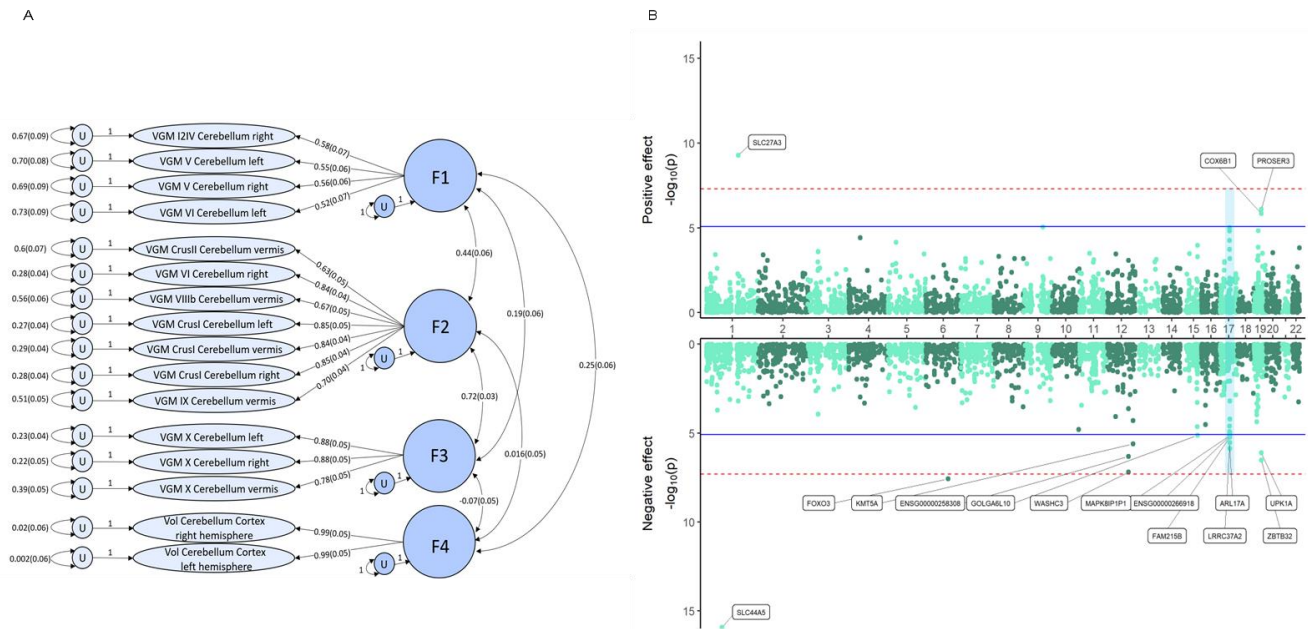 A
0.67(0.09) U 1 VGM I2IV Cerebellum right 0.58(0.07)
0.70(0.08) U 1 VGM V Cerebellum left 0.55(0.06)
0.69(0.09) U 1 VGM V Cerebellum right 0.56(0.06)
0.73(0.09) U 1 VGM VI Cerebellum left 0.52(0.07)
F1
1 U 1
0.6(0.07) U 1 VGM CrusII Cerebellum vermis 0.63(0.05)
0.28(0.04) U 1 VGM VI Cerebellum right 0.84(0.04)
0.56(0.06) U 1 VGM VIIIb Cerebellum vermis 0.67(0.05)
0.27(0.04) U 1 VGM CrusI Cerebellum left 0.85(0.05)
0.29(0.04) U 1 VGM CrusI Cerebellum vermis 0.84(0.04)
0.28(0.04) U 1 VGM CrusI Cerebellum right 0.85(0.04)
0.51(0.05) U 1 VGM IX Cerebellum vermis 0.70(0.04)
F2
1 U 1
0.23(0.04) U 1 VGM X Cerebellum left 0.88(0.05)
0.22(0.05) U 1 VGM X Cerebellum right 0.88(0.05)
0.39(0.05) U 1 VGM X Cerebellum vermis 0.78(0.05)
F3
1 U 1
0.02(0.06) U 1 Vol Cerebellum Cortex
right hemisphere 0.99(0.05)
0.002(0.06) U 1 Vol Cerebellum Cortex
left hemisphere 0.99(0.05)
F4
1 U 1
0.44(0.06)
0.19(0.06)
0.25(0.06)
0.72(0.03)
0.016(0.05)
-0.07(0.05)
B
Positive effect
-log10(p)
15
10
5
0
SLC27A3
COX6B1
PROSER3
1 2 3 4 5 6 7 8 9 10 11 12 13 14 15 16 17 18 19 20 22
Negative effect
-log10(p)
0
5
10
15
FOXO3 KMT5A ENSG00000258308 GOLGA6L10 WASHC3 MAPK8IP1P1 ENSG00000266918 ARL17A UPK1A
FAM215B LRRC37A2 ZBTB32
SLC44A5